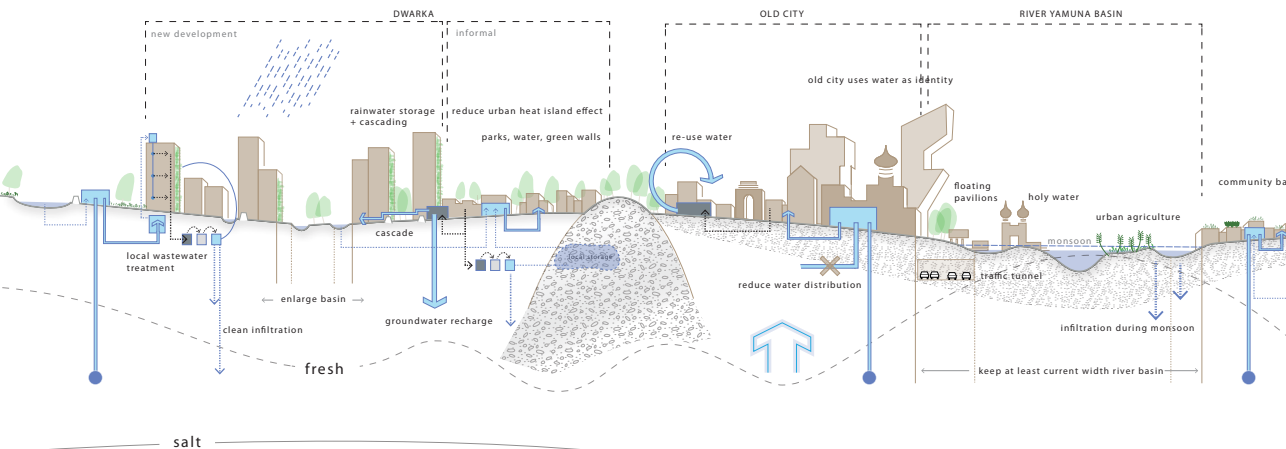 DWARKA
OLD CITY
RIVER YAMUNA BASIN
new development
informal
old city uses water as identity
rainwater storage
+ cascading
reduce urban heat island effect
parks, water, green walls
re-use water
floating
pavilions
holy water
community ba
urban agriculture
cascade
monsoon
local wastewater
treatment
local storage
traffic tunnel
reduce water distribution
enlarge basin
groundwater recharge
clean infiltration
infiltration during monsoon
fresh
keep at least current width river basin
salt